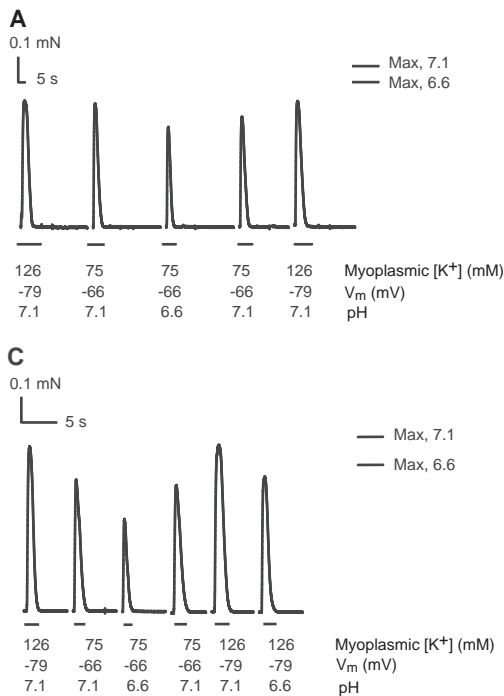 A
0.1 mN
5 s
Max, 7.1
Max, 6.6
126 75 75 75 126 Myoplasmic [K+] (mM)
-79 -66 -66 -66 -79 Vm (mV)
7.1 7.1 6.6 7.1 7.1 pH
C
0.1 mN
5 s
Max, 7.1
Max, 6.6
126 75 75 75 126 126 Myoplasmic [K+] (mM)
-79 -66 -66 -66 -79 -79 Vm (mV)
7.1 7.1 6.6 7.1 7.1 6.6 pH